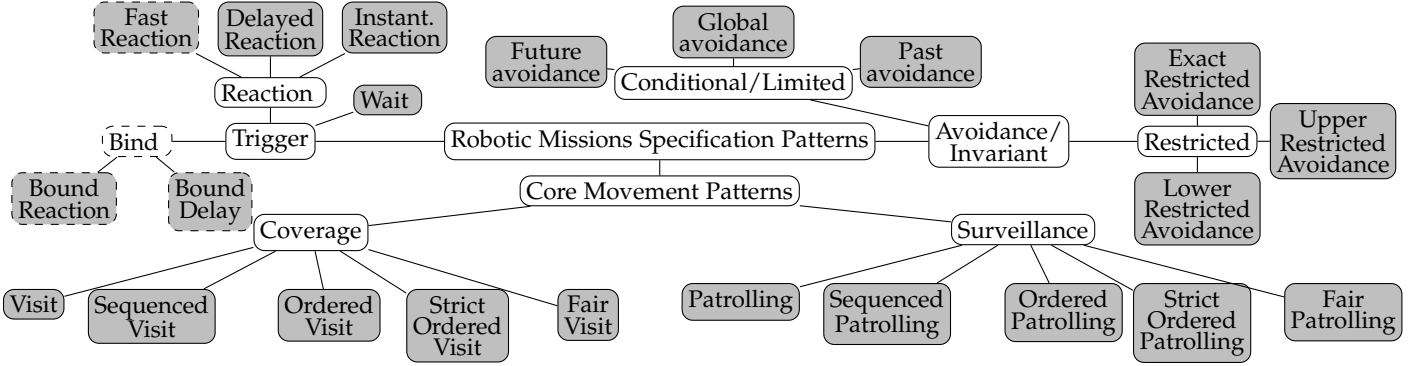 Fast
Reaction
Delayed
Reaction
Instant.
Reaction
Global
avoidance
Future
avoidance
Past
avoidance
Conditional/Limited
Exact
Restricted
Avoidance
Reaction
Wait
Bind
Trigger
Robotic Missions Specification Patterns
Avoidance/
Invariant
Restricted
Upper
Restricted
Avoidance
Bound
Reaction
Bound
Delay
Core Movement Patterns
Lower
Restricted
Avoidance
Coverage
Surveillance
Visit
Sequenced
Visit
Ordered
Visit
Strict
Ordered
Visit
Fair
Visit
Patrolling
Sequenced
Patrolling
Ordered
Patrolling
Strict
Ordered
Patrolling
Fair
Patrolling